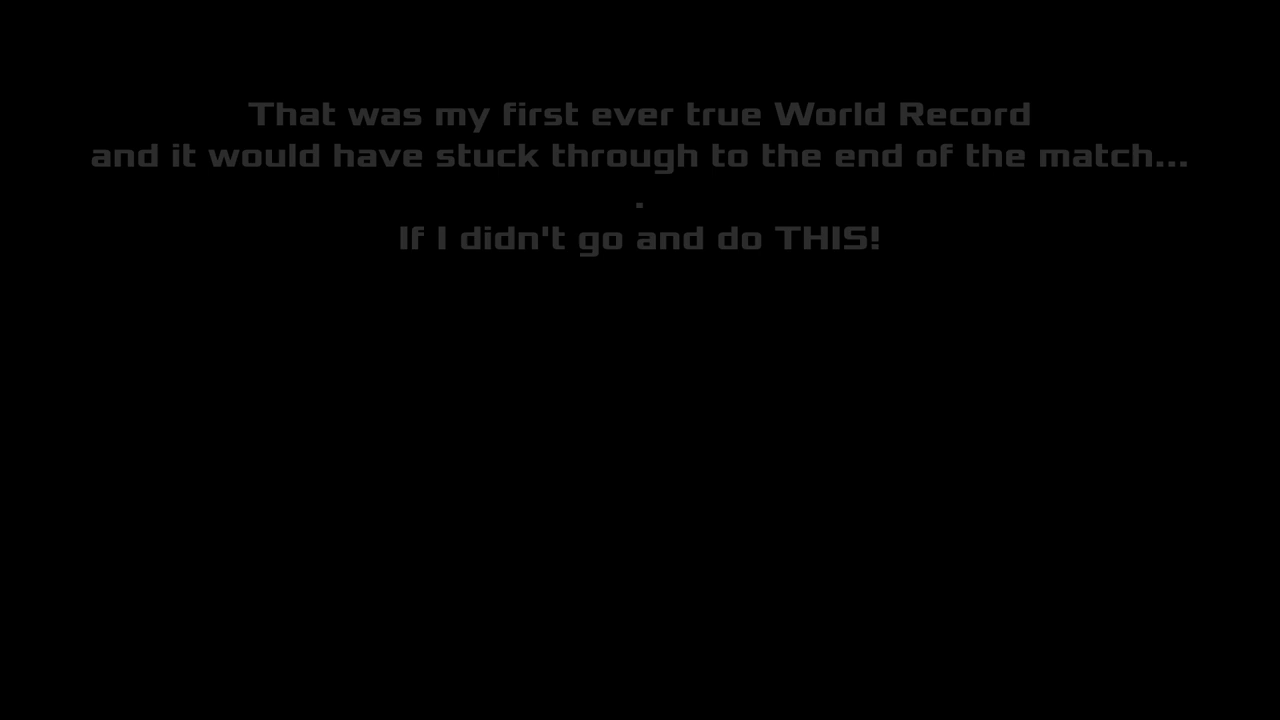 That was my first ever true World Record
and it would have stuck through to the end of the match...
.
If I didn't go and do THIS!